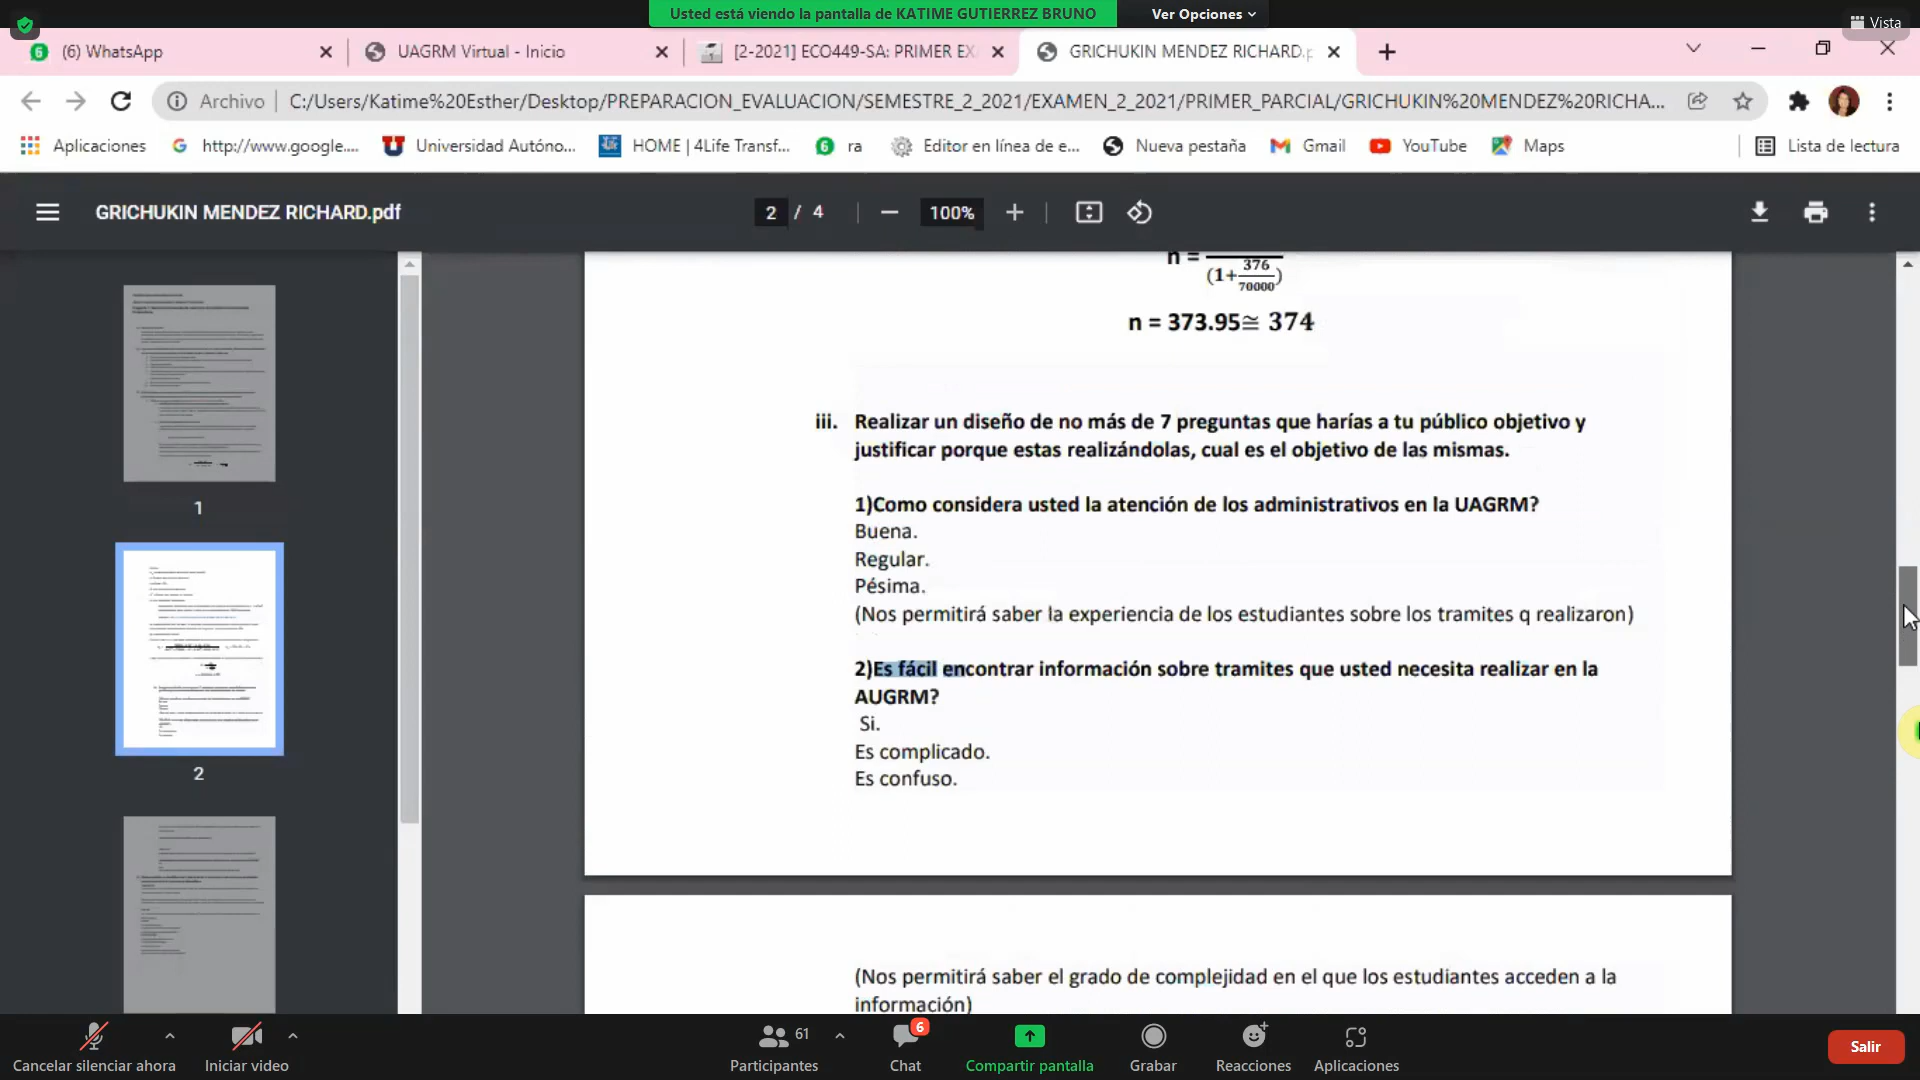 Usted está viendo la pantalla de KATIME GUTIERREZ BRUNO
Ver Opciones
Vista
(6) WhatsApp
UAGRM Virtual - Inicio
[2-2021] ECO449-SA: PRIMER EX
GRICHUKIN MENDEZ RICHARD.p
Archivo
C:/Users/Katime%20Esther/Desktop/PREPARACION_EVALUACION/SEMESTRE_2_2021/EXAMEN_2_2021/PRIMER_PARCIAL/GRICHUKIN%20MENDEZ%20RICHA...
Aplicaciones
http://www.google....
Universidad Autóno...
HOME | 4Life Transf...
ra
Editor en línea de e...
Nueva pestaña
Gmail
YouTube
Maps
Lista de lectura
GRICHUKIN MENDEZ RICHARD.pdf
2 / 4
100%
1
2
n =
(1+376/70000)
n = 373.95≅ 374
iii. Realizar un diseño de no más de 7 preguntas que harías a tu público objetivo y
justificar porque estas realizándolas, cual es el objetivo de las mismas.
1)Como considera usted la atención de los administrativos en la UAGRM?
Buena.
Regular.
Pésima.
(Nos permitirá saber la experiencia de los estudiantes sobre los tramites q realizaron)
2)Es fácil encontrar información sobre tramites que usted necesita realizar en la
AUGRM?
Si.
Es complicado.
Es confuso.
(Nos permitirá saber el grado de complejidad en el que los estudiantes acceden a la
información)
Cancelar silenciar ahora
Iniciar video
61
Participantes
6
Chat
Compartir pantalla
Grabar
Reacciones
Aplicaciones
Salir